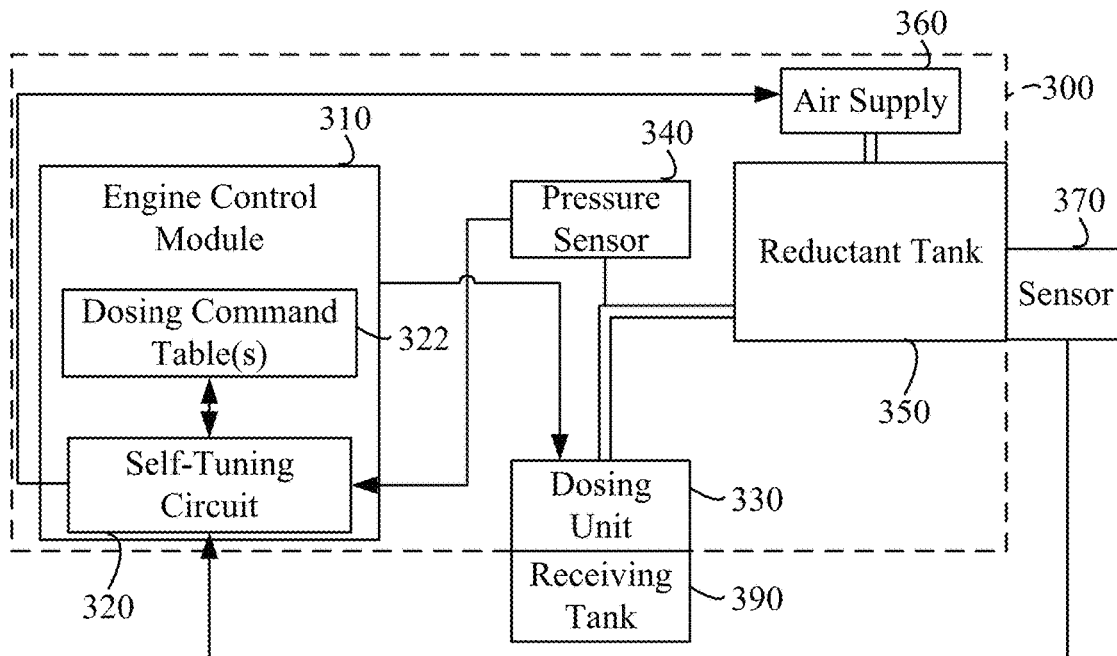 360
Air Supply
300
310
340
Engine Control
Module
Pressure
Sensor
370
Reductant Tank
Sensor
Dosing Command
Table(s)
322
350
Self-Tuning
Circuit
Dosing
Unit
330
320
Receiving
Tank
390